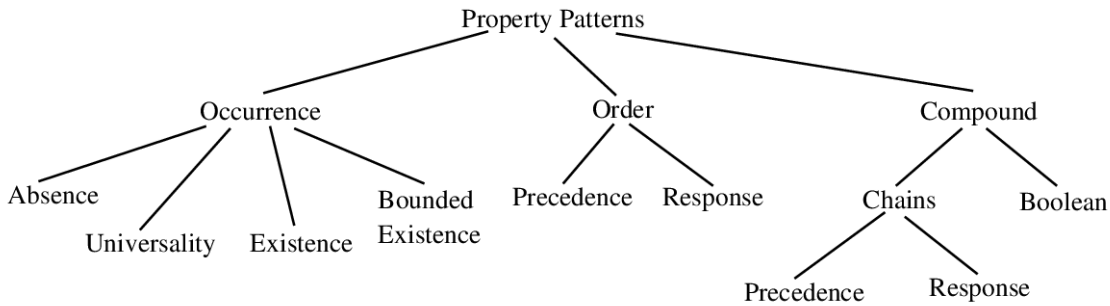 Property Patterns
Occurrence
Order
Compound
Absence
Universality
Existence
Bounded
Existence
Precedence
Response
Chains
Boolean
Precedence
Response